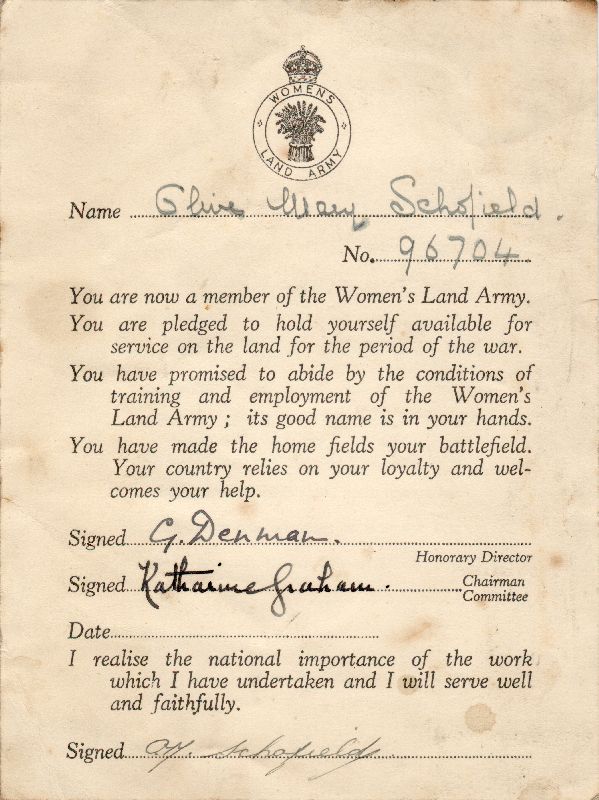 WOMENS
LAND ARMY
Name Olive Mary Schofield.
No. 96704
You are now a member of the Women's Land Army.
You are pledged to hold yourself available for
service on the land for the period of the war.
You have promised to abide by the conditions of
training and employment of the Women's
Land Army ; its good name is in your hands.
You have made the home fields your battlefield.
Your country relies on your loyalty and wel-
comes your help.
Signed G. Denman.
Honorary Director
Signed Katharine Graham.
Chairman
Committee
Date
I realise the national importance of the work
which I have undertaken and I will serve well
and faithfully.
Signed O.M. Schofield